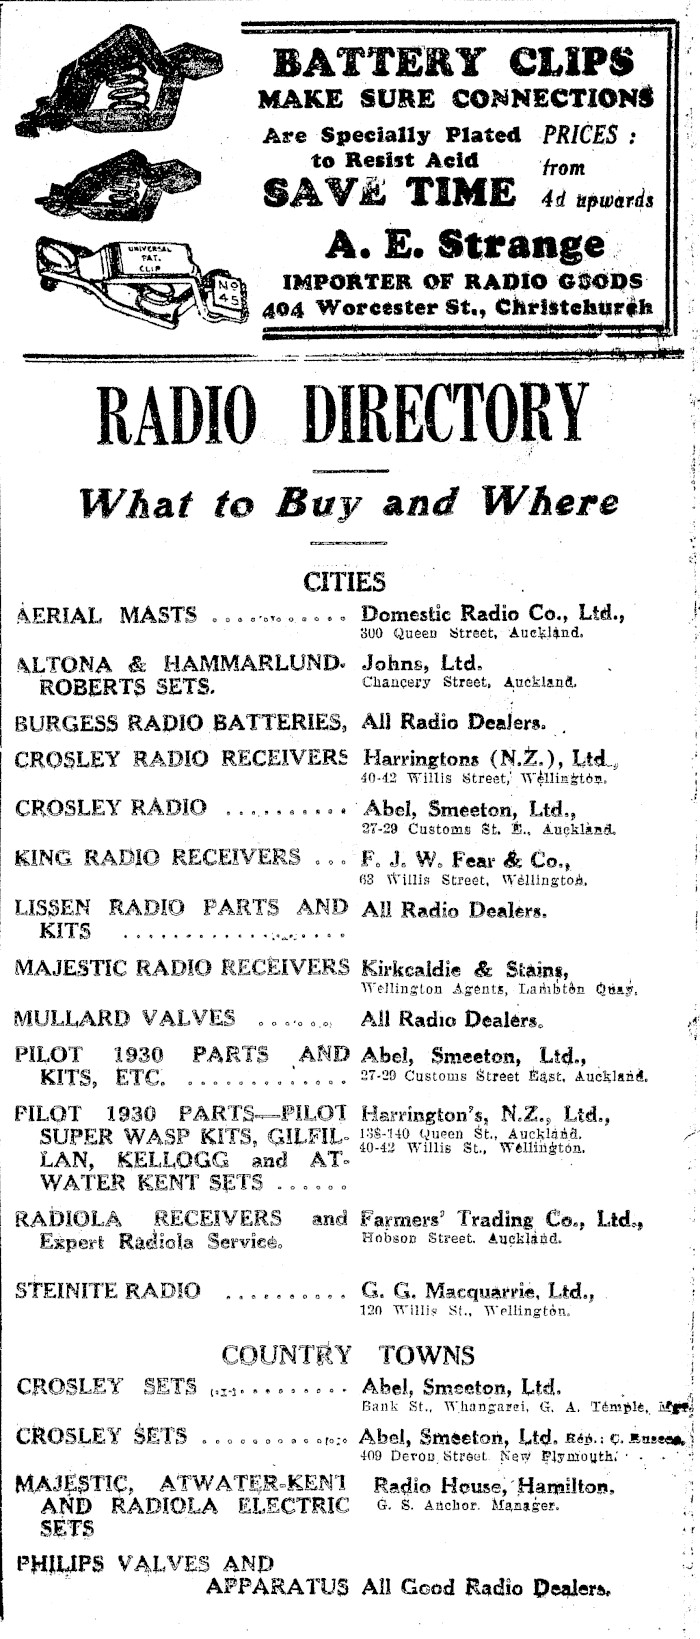 BATTERY CLIPS
MAKE SURE CONNECTIONS
Are Specially Plated
to Resist Acid
SAVE TIME
PRICES :
from
4d upwards
A. E. Strange
IMPORTER OF RADIO GOODS
404 Worcester St., Christchurch
UNIVERSAL
PAT.
CLIP
No
45
RADIO DIRECTORY
What to Buy and Where
CITIES
AERIAL MASTS ............ Domestic Radio Co., Ltd.,
300 Queen Street, Auckland.
ALTONA & HAMMARLUND- Johns, Ltd.
ROBERTS SETS. Chancery Street, Auckland.
BURGESS RADIO BATTERIES, All Radio Dealers.
CROSLEY RADIO RECEIVERS Harringtons (N.Z.), Ltd.,
40-42 Willis Street, Wellington.
CROSLEY RADIO .......... Abel, Smeeton, Ltd.,
27-29 Customs St. E., Auckland.
KING RADIO RECEIVERS ... F. J. W. Fear & Co.,
63 Willis Street, Wellington.
LISSEN RADIO PARTS AND All Radio Dealers.
KITS ...................
MAJESTIC RADIO RECEIVERS Kirkcaldie & Stains,
Wellington Agents, Lambton Quay.
MULLARD VALVES ....... All Radio Dealers.
PILOT 1930 PARTS AND Abel, Smeeton, Ltd.,
KITS, ETC. .............. 27-29 Customs Street East, Auckland.
PILOT 1930 PARTS—PILOT Harrington's, N.Z., Ltd.,
SUPER WASP KITS, GILFIL- 138-140 Queen St., Auckland.
LAN, KELLOGG and AT- 40-42 Willis St., Wellington.
WATER KENT SETS ......
RADIOLA RECEIVERS and Farmers' Trading Co., Ltd.,
Expert Radiola Service. Hobson Street. Auckland.
STEINITE RADIO .......... G. G. Macquarrie, Ltd.,
120 Willis St., Wellington.
COUNTRY TOWNS
CROSLEY SETS ............ Abel, Smeeton, Ltd.
Bank St., Whangarei, G. A. Temple, Mgr.
CROSLEY SETS .............. Abel, Smeeton, Ltd. Rep.: C.
409 Devon Street New Plymouth.
MAJESTIC, ATWATER-KENT Radio House, Hamilton.
AND RADIOLA ELECTRIC G. S. Anchor. Manager.
SETS
PHILIPS VALVES AND
APPARATUS All Good Radio Dealers.